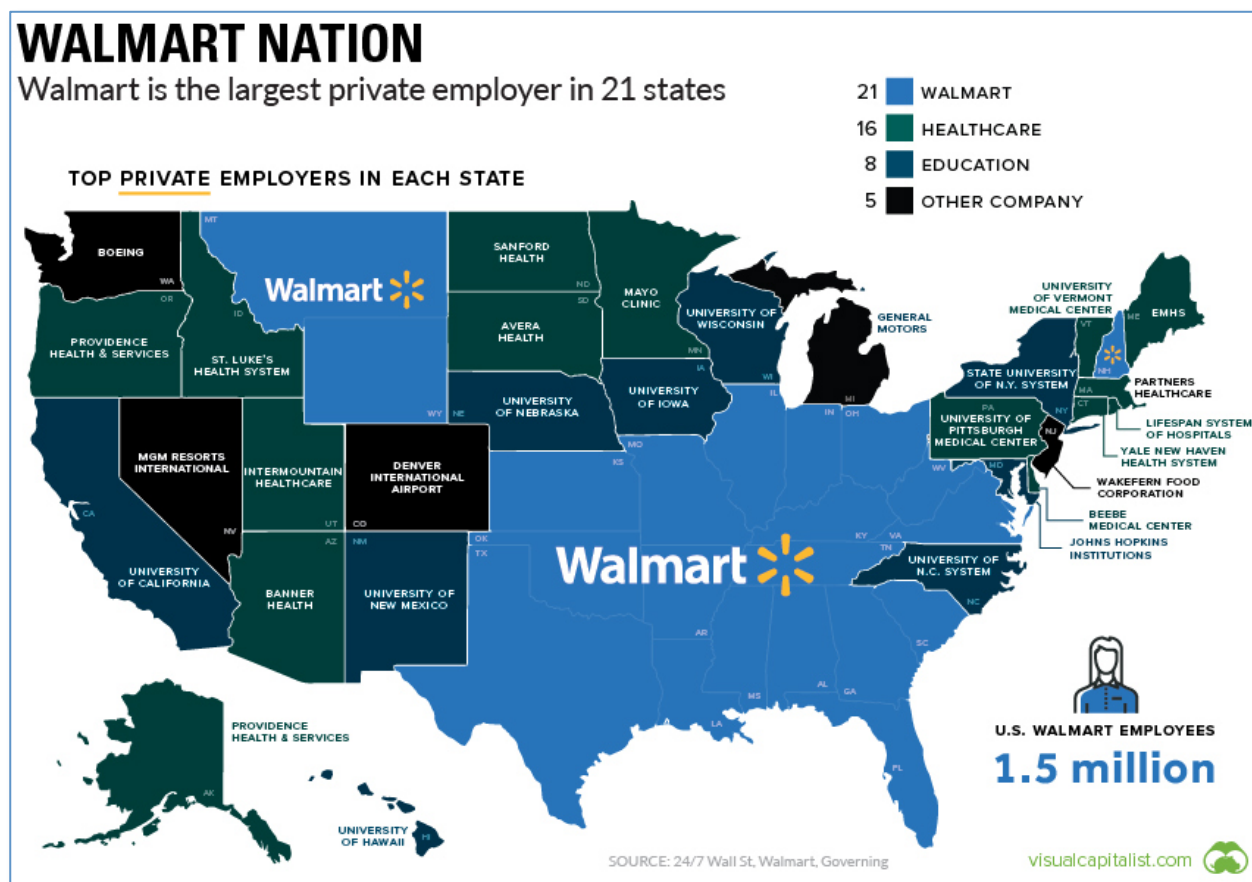 WALMART NATION
Walmart is the largest private employer in 21 states
21 WALMART
16 HEALTHCARE
8 EDUCATION
5 OTHER COMPANY
TOP PRIVATE EMPLOYERS IN EACH STATE
BOEING
WA
OR
PROVIDENCE
HEALTH & SERVICES
ID
ST. LUKE'S
HEALTH SYSTEM
MT
Walmart
WY
SANFORD
HEALTH
ND
SD
AVERA
HEALTH
MAYO
CLINIC
MN
UNIVERSITY OF
WISCONSIN
WI
GENERAL
MOTORS
MI
NE
UNIVERSITY
OF NEBRASKA
IA
UNIVERSITY
OF IOWA
IL
IN
OH
UNIVERSITY
OF VERMONT
MEDICAL CENTER
VT
ME
EMHS
NH
STATE UNIVERSITY
OF N.Y. SYSTEM
NY
MA
CT
PARTNERS
HEALTHCARE
LIFESPAN SYSTEM
OF HOSPITALS
YALE NEW HAVEN
HEALTH SYSTEM
PA
UNIVERSITY OF
PITTSBURGH
MEDICAL CENTER
NJ
WAKEFERN FOOD
CORPORATION
BEEBE
MEDICAL CENTER
JOHNS HOPKINS
INSTITUTIONS
MD
WV
MGM RESORTS
INTERNATIONAL
NV
INTERMOUNTAIN
HEALTHCARE
UT
DENVER
INTERNATIONAL
AIRPORT
CO
KS
MO
KY
VA
TN
CA
UNIVERSITY
OF CALIFORNIA
AZ
BANNER
HEALTH
NM
UNIVERSITY OF
NEW MEXICO
OK
TX
Walmart
UNIVERSITY OF
N.C. SYSTEM
NC
SC
AR
MS
AL
GA
LA
FL
PROVIDENCE
HEALTH & SERVICES
AK
UNIVERSITY
OF HAWAII
HI
U.S. WALMART EMPLOYEES
1.5 million
SOURCE: 24/7 Wall St, Walmart, Governing
visualcapitalist.com